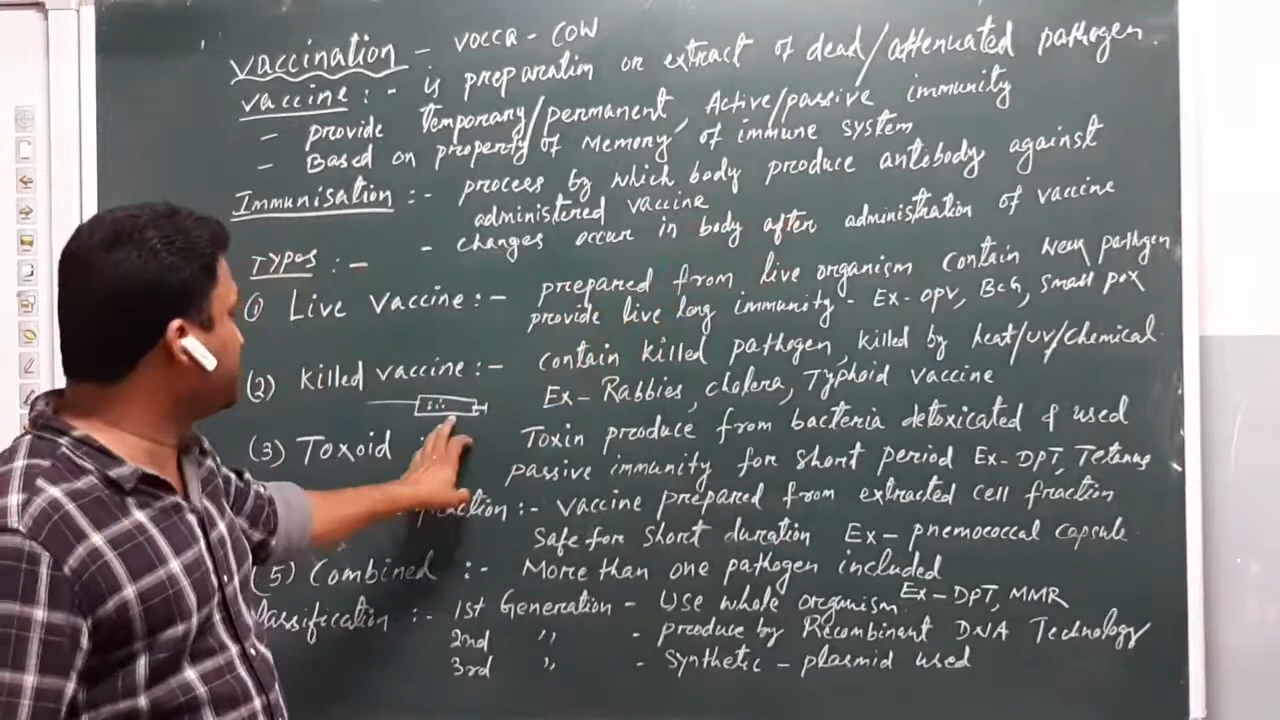 Vaccination - vocca - cow
Vaccine :- - is preparation or extract of dead/attenuated pathogen.
- provide Temporary/permanent, Active/passive immunity
- Based on property of Memory of immune system
Immunisation :- - process by which body produce antibody against
administered vaccine
- changes occur in body after administration of vaccine
Types :-
(1) Live vaccine :- prepared from live organism contain pathgen
provide live long immunity - Ex- OPV, BCG, Small pox
(2) Killed vaccine :- contain killed pathogen, killed by heat/uv/chemical.
Ex- Rabbies, cholera, Typhoid vaccine
(3) Toxoid : Toxin produce from bacteria detoxicated & used
passive immunity for short period Ex- DPT, Tetanus
fraction :- vaccine prepared from extracted cell fraction
Safe for short duration Ex- pnemococcal capsule.
(5) Combined :- More than one pathogen included
Ex- DPT, MMR
lassification :- 1st Generation - Use whole organism.
2nd " - produce by Recombinant DNA Technology
3rd " - Synthetic - plasmid used